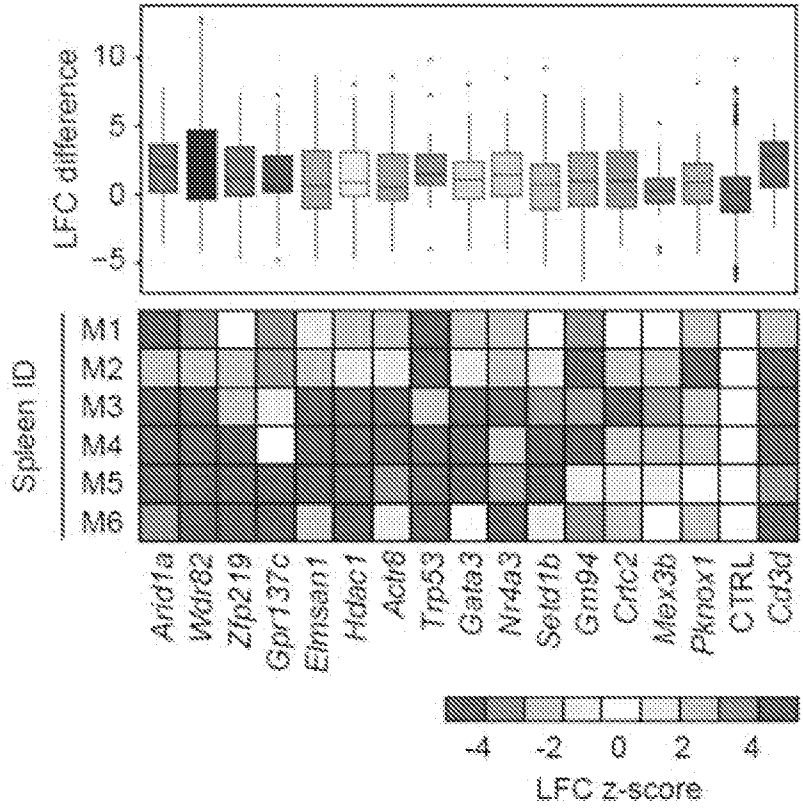 LFC difference
10
5
0
-5
Spleen ID
M1
M2
M3
M4
M5
M6
Arid1a
Wdr82
Zfp219
Gpr137c
Elmsan1
Hdac1
Actr8
Trp53
Gata3
Nr4a3
Setd1b
Gm94
Crtc2
Mex3b
Pknox1
CTRL
Cd3d
-4 -2 0 2 4
LFC z-score